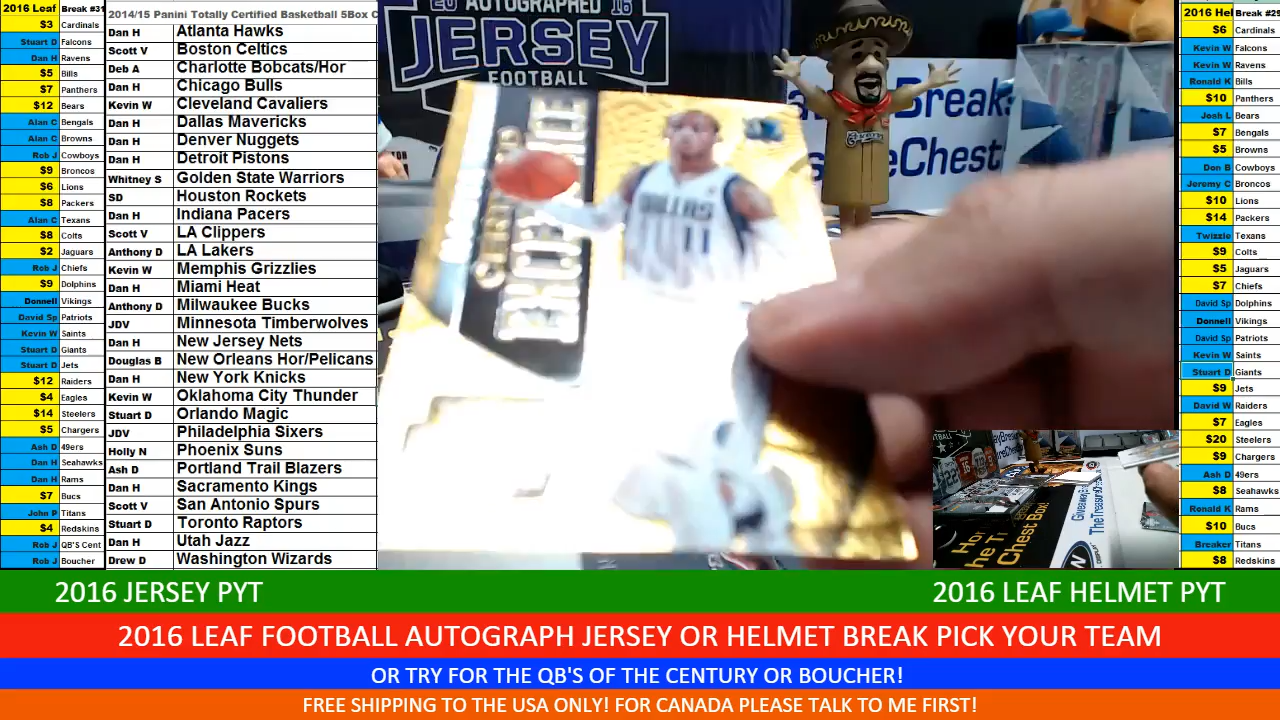 2016 Leaf Break #31
$3 Cardinals
Stuart D Falcons
Dan H Ravens
$5 Bills
$7 Panthers
$12 Bears
Alan C Bengals
Alan C Browns
Rob J Cowboys
$9 Broncos
$6 Lions
$8 Packers
Alan C Texans
$8 Colts
$2 Jaguars
Rob J Chiefs
$9 Dolphins
Donnell Vikings
David Sp Patriots
Kevin W Saints
Stuart D Giants
Stuart D Jets
$12 Raiders
$4 Eagles
$14 Steelers
$5 Chargers
Ash D 49ers
Dan H Seahawks
Dan H Rams
$7 Bucs
John P Titans
$4 Redskins
Rob J QB'S Cent
Rob J Boucher
2014/15 Panini Totally Certified Basketball 5Box C
Dan H Atlanta Hawks
Scott V Boston Celtics
Deb A Charlotte Bobcats/Hor
Dan H Chicago Bulls
Kevin W Cleveland Cavaliers
Dan H Dallas Mavericks
Dan H Denver Nuggets
Dan H Detroit Pistons
Whitney S Golden State Warriors
SD Houston Rockets
Dan H Indiana Pacers
Scott V LA Clippers
Anthony D LA Lakers
Kevin W Memphis Grizzlies
Dan H Miami Heat
Anthony D Milwaukee Bucks
JDV Minnesota Timberwolves
Dan H New Jersey Nets
Douglas B New Orleans Hor/Pelicans
Dan H New York Knicks
Kevin W Oklahoma City Thunder
Stuart D Orlando Magic
JDV Philadelphia Sixers
Holly N Phoenix Suns
Ash D Portland Trail Blazers
Dan H Sacramento Kings
Scott V San Antonio Spurs
Stuart D Toronto Raptors
Dan H Utah Jazz
Drew D Washington Wizards
20 AUTOGRAPHED 16
JERSEY
FOOTBALL
DALLAS
11
2016 Hel Break #29
$6 Cardinals
Kevin W Falcons
Kevin W Ravens
Ronald K Bills
$10 Panthers
Josh L Bears
$7 Bengals
$5 Browns
Don B Cowboys
Jeremy C Broncos
$10 Lions
$14 Packers
Twizzle Texans
$9 Colts
$5 Jaguars
$7 Chiefs
David Sp Dolphins
Donnell Vikings
David Sp Patriots
Kevin W Saints
Stuart D Giants
$9 Jets
David W Raiders
$7 Eagles
$20 Steelers
$9 Chargers
Ash D 49ers
$8 Seahawks
Ronald K Rams
$10 Bucs
Breaker Titans
$8 Redskins
Chest Box!
Giveaway
TheTreasure
2016 JERSEY PYT
2016 LEAF HELMET PYT
2016 LEAF FOOTBALL AUTOGRAPH JERSEY OR HELMET BREAK PICK YOUR TEAM
OR TRY FOR THE QB'S OF THE CENTURY OR BOUCHER!
FREE SHIPPING TO THE USA ONLY! FOR CANADA PLEASE TALK TO ME FIRST!